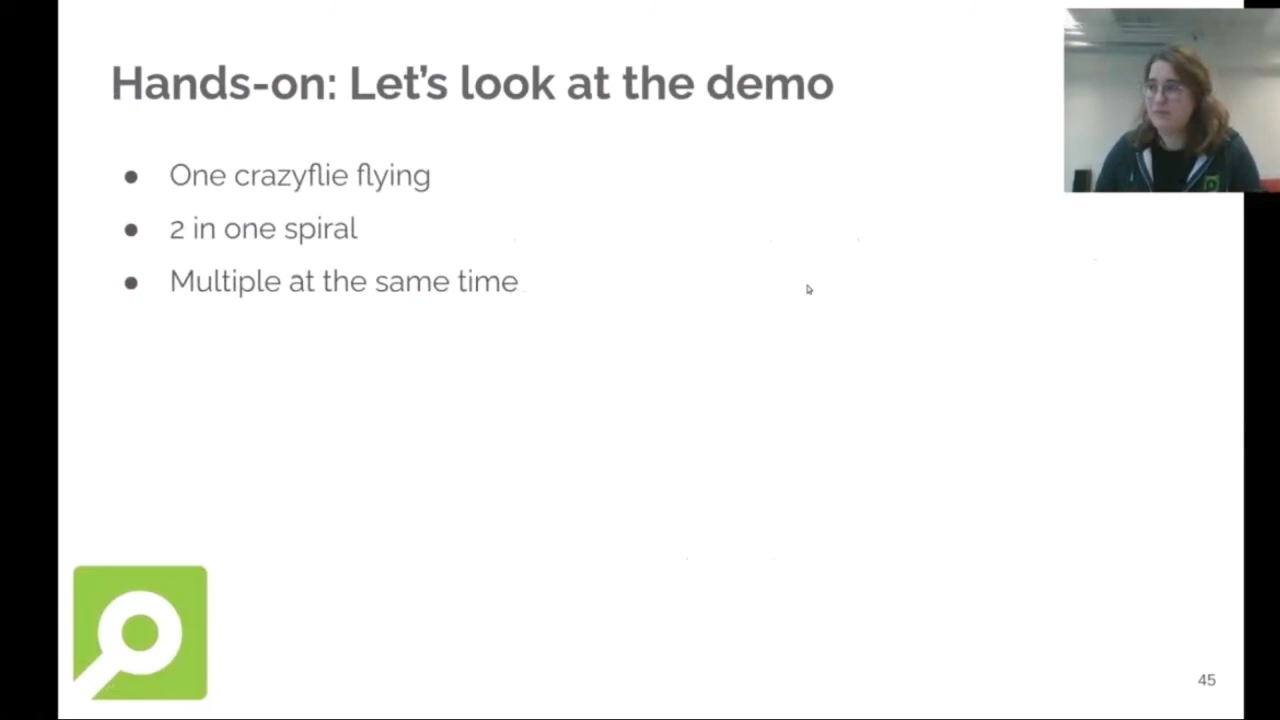 Hands-on: Let's look at the demo
● One crazyflie flying
● 2 in one spiral
● Multiple at the same time
45